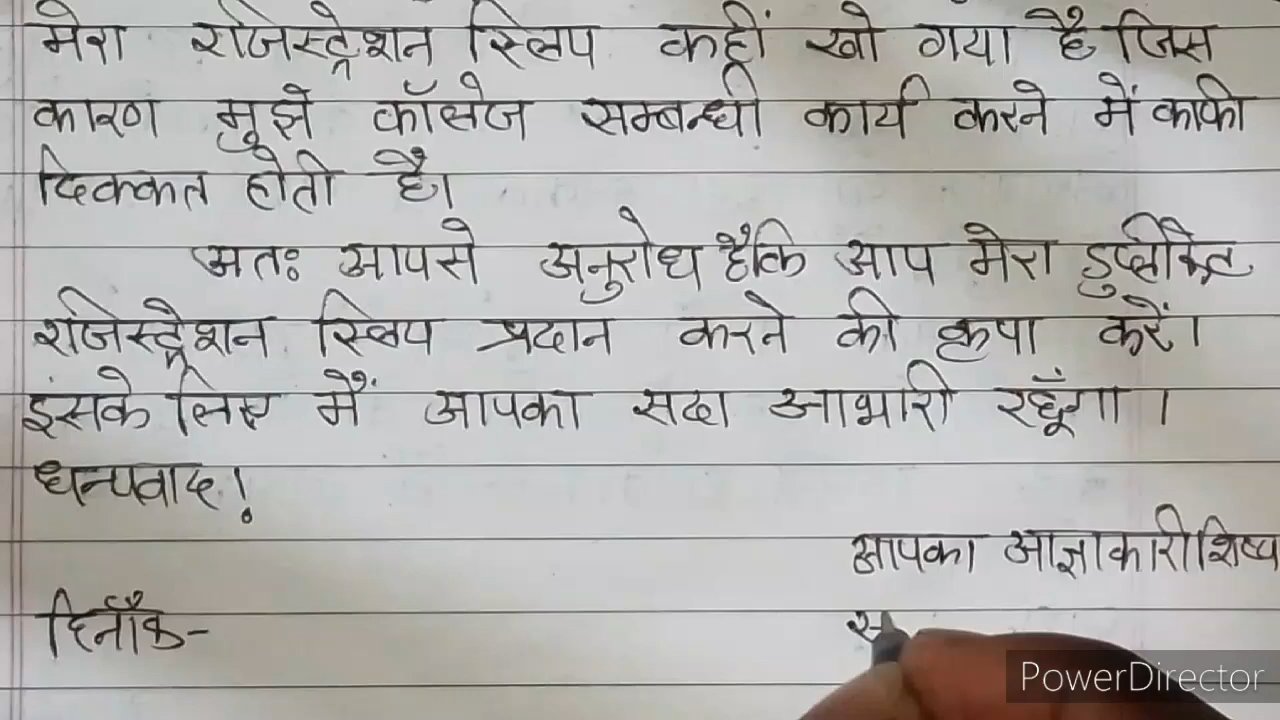 मेरा रजिस्ट्रेशन स्लिप कहीं खो गया है जिस
कारण मुझे कॉलेज सम्बन्धी कार्य करने में काफी
दिक्कत होती है।
अतः आपसे अनुरोध है कि आप मेरा डुप्लीकेट
रजिस्ट्रेशन स्लिप प्रदान करने की कृपा करें।
इसके लिए मैं आपका सदा आभारी रहूँगा।
धन्यवाद!
आपका आज्ञाकारी शिष्य
दिनाँक-
PowerDirector